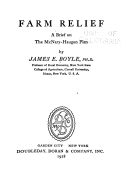 FARM RELIEF
A Brief on
The McNary-Haugen Plan
by
JAMES E. BOYLE, PH.D.
Professor of Rural Economy, New York State
College of Agriculture, Cornell University,
Ithaca, New York, U. S. A.
GARDEN CITY NEW YORK
DOUBLEDAY, DORAN & COMPANY, INC.
1928